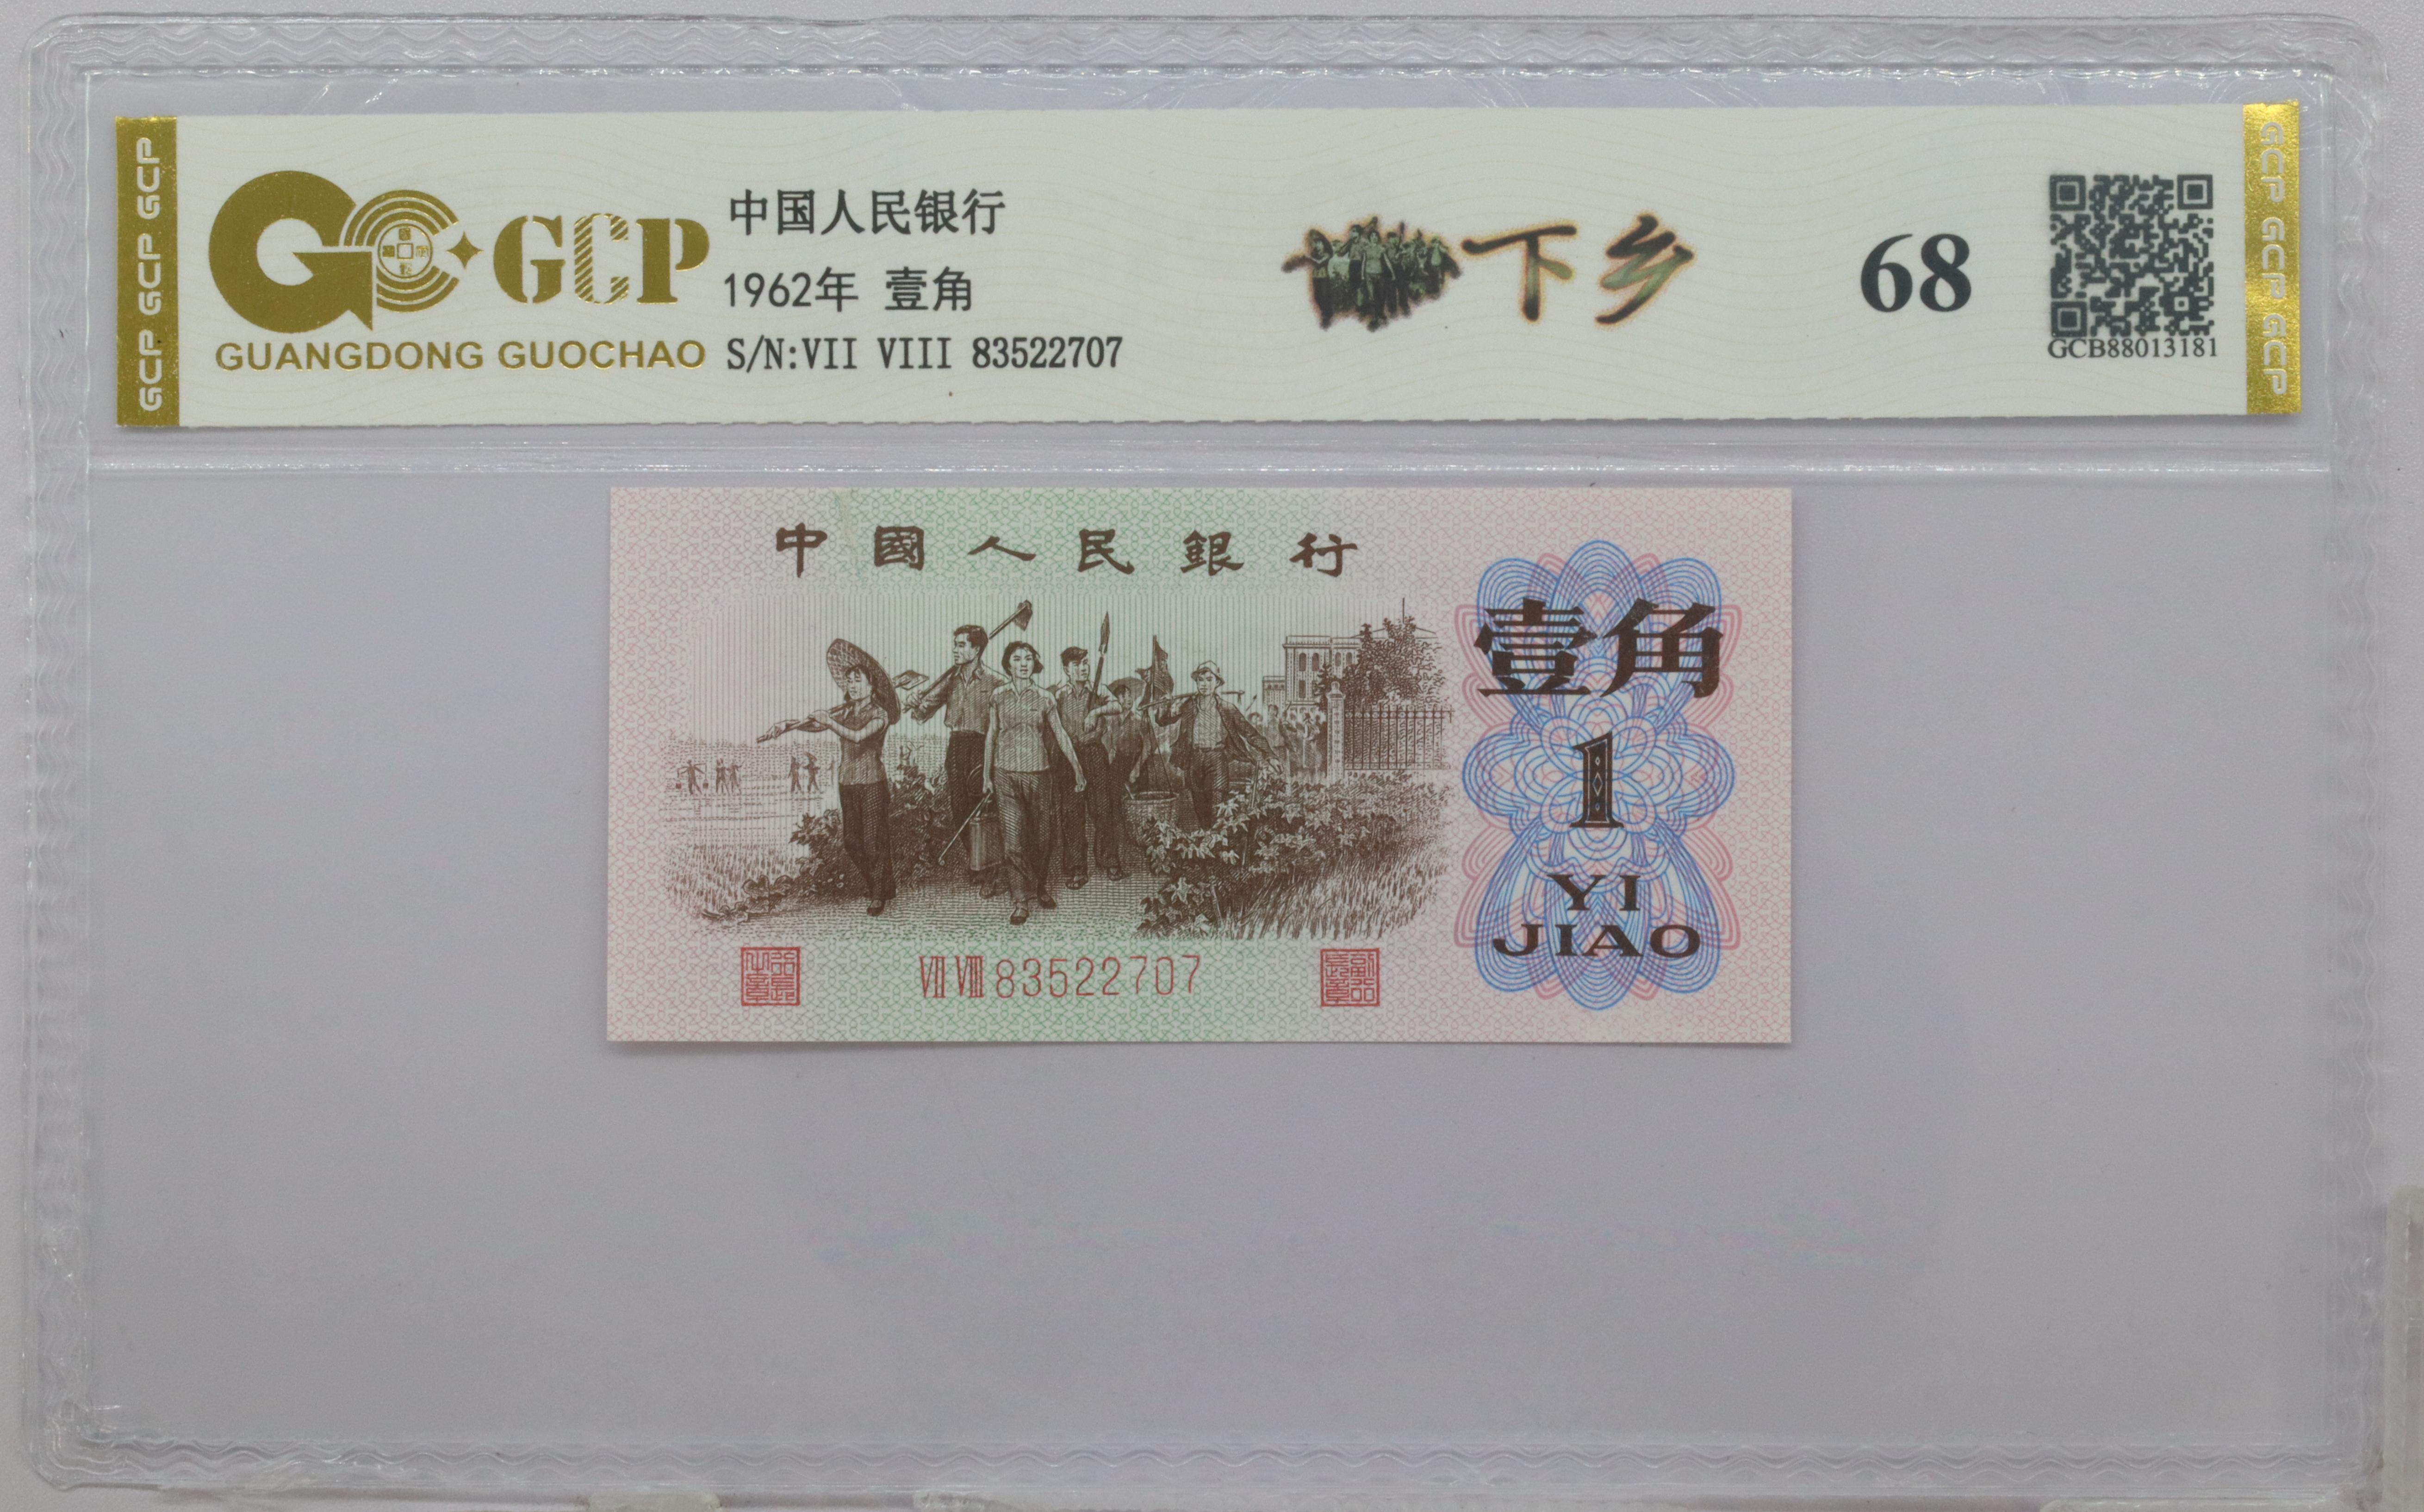 GCP GCP GCP
GCP
GUANGDONG GUOCHAO
中国人民银行
1962年 壹角
S/N:VII VIII 83522707
下乡
68
GCB88013181
GCP GCP GCP
中國人民銀行
壹角
1
YI
JIAO
VII VIII 83522707